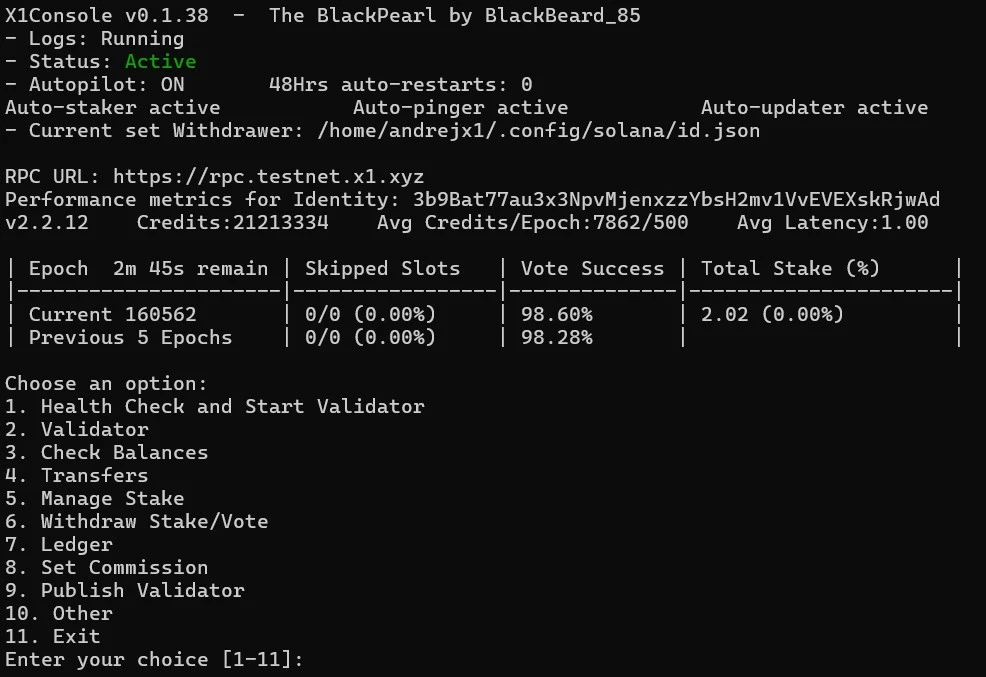 X1Console v0.1.38  -  The BlackPearl by BlackBeard_85
- Logs: Running
- Status: Active
- Autopilot: ON       48Hrs auto-restarts: 0
Auto-staker active           Auto-pinger active           Auto-updater active
- Current set Withdrawer: /home/andrejx1/.config/solana/id.json
RPC URL: https://rpc.testnet.x1.xyz
Performance metrics for Identity: 3b9Bat77au3x3NpvMjenxzzYbsH2mv1VvEVEXskRjwAd
v2.2.12    Credits:21213334    Avg Credits/Epoch:7862/500    Avg Latency:1.00
| Epoch  2m 45s remain | Skipped Slots   | Vote Success | Total Stake (%)      |
|----------------------|-----------------|--------------|----------------------|
| Current 160562       | 0/0 (0.00%)     | 98.60%       | 2.02 (0.00%)         |
| Previous 5 Epochs    | 0/0 (0.00%)     | 98.28%       |                      |
Choose an option:
1. Health Check and Start Validator
2. Validator
3. Check Balances
4. Transfers
5. Manage Stake
6. Withdraw Stake/Vote
7. Ledger
8. Set Commission
9. Publish Validator
10. Other
11. Exit
Enter your choice [1-11]: